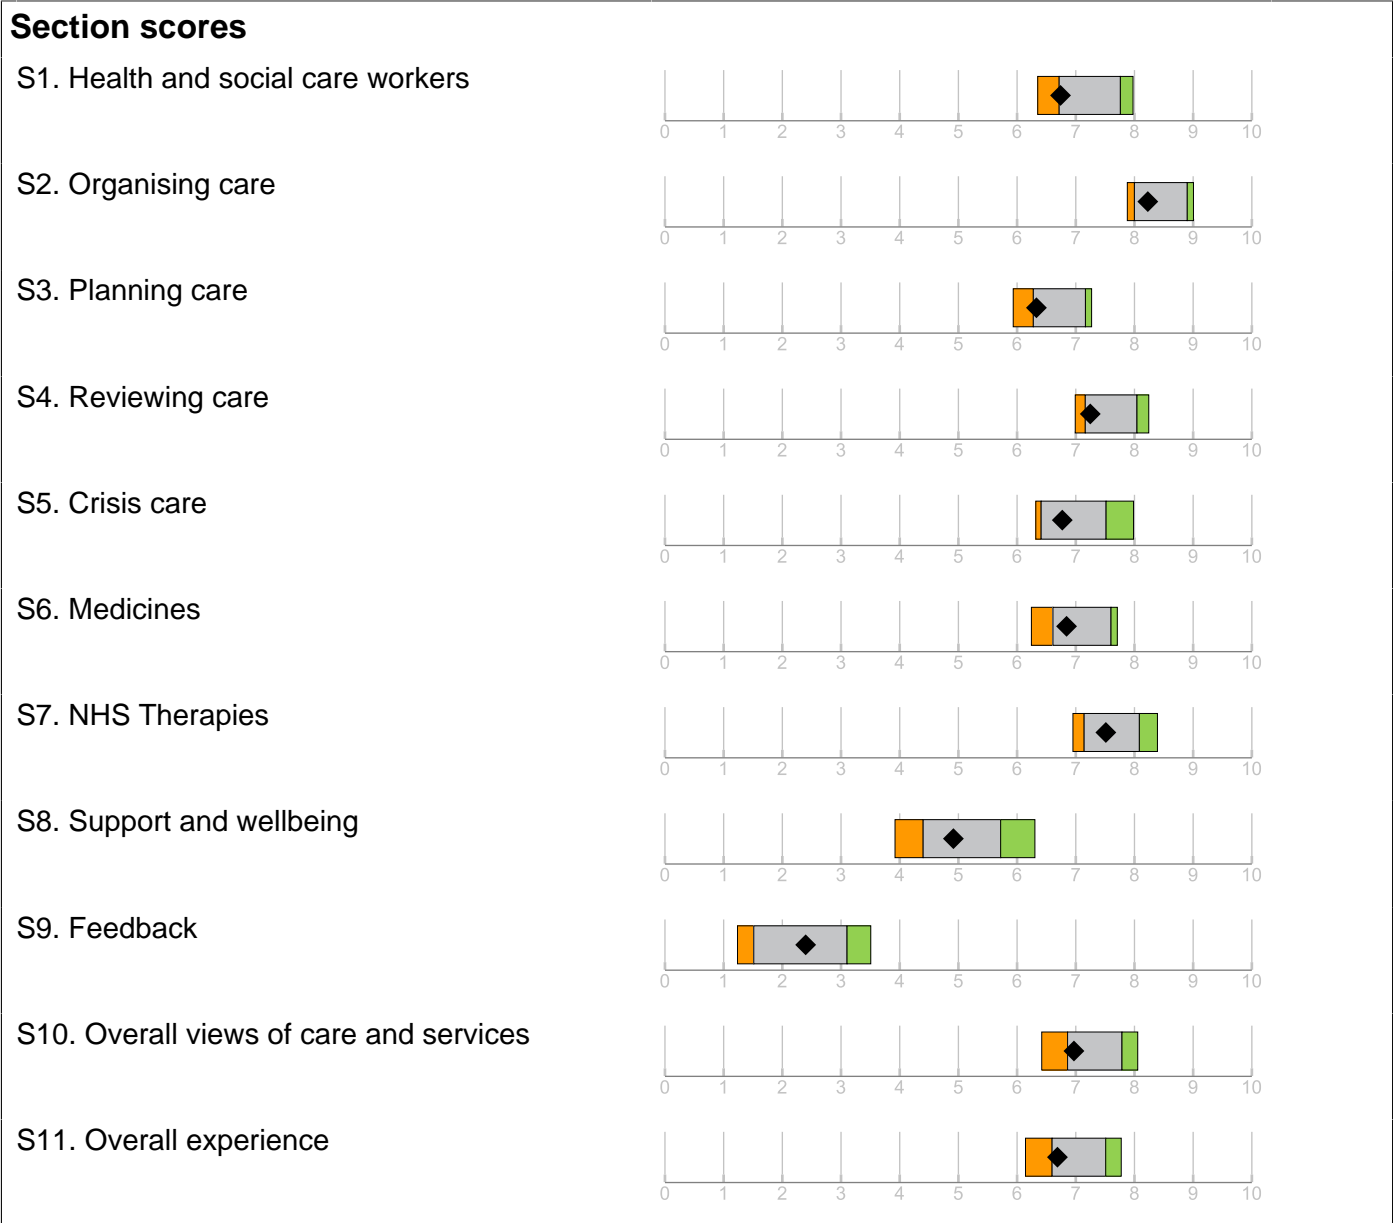 Section scores
S1. Health and social care workers
0 1 2 3 4 5 6 7 8 9 10
S2. Organising care
0 1 2 3 4 5 6 7 8 9 10
S3. Planning care
0 1 2 3 4 5 6 7 8 9 10
S4. Reviewing care
0 1 2 3 4 5 6 7 8 9 10
S5. Crisis care
0 1 2 3 4 5 6 7 8 9 10
S6. Medicines
0 1 2 3 4 5 6 7 8 9 10
S7. NHS Therapies
0 1 2 3 4 5 6 7 8 9 10
S8. Support and wellbeing
0 1 2 3 4 5 6 7 8 9 10
S9. Feedback
0 1 2 3 4 5 6 7 8 9 10
S10. Overall views of care and services
0 1 2 3 4 5 6 7 8 9 10
S11. Overall experience
0 1 2 3 4 5 6 7 8 9 10